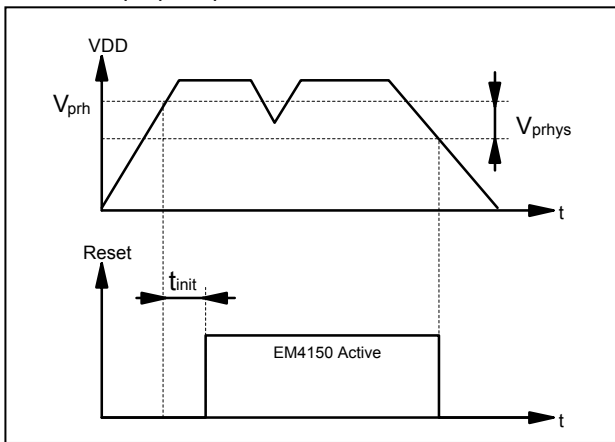 VDD
Vprh
Vprhys
t
Reset
tinit
EM4150 Active
t